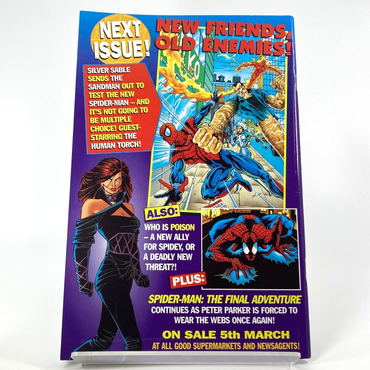 NEXT
ISSUE!
NEW FRIENDS,
OLD ENEMIES!
SILVER SABLE
SENDS THE
SANDMAN OUT TO
TEST THE NEW
SPIDER-MAN – AND
IT'S NOT GOING TO
BE MULTIPLE
CHOICE! GUEST-
STARRING THE
HUMAN TORCH!
ALSO:
WHO IS POISON
– A NEW ALLY
FOR SPIDEY, OR
A DEADLY NEW
THREAT?!
PLUS:
SPIDER-MAN: THE FINAL ADVENTURE
CONTINUES AS PETER PARKER IS FORCED TO
WEAR THE WEBS ONCE AGAIN!
ON SALE 5th MARCH
AT ALL GOOD SUPERMARKETS AND NEWSAGENTS!